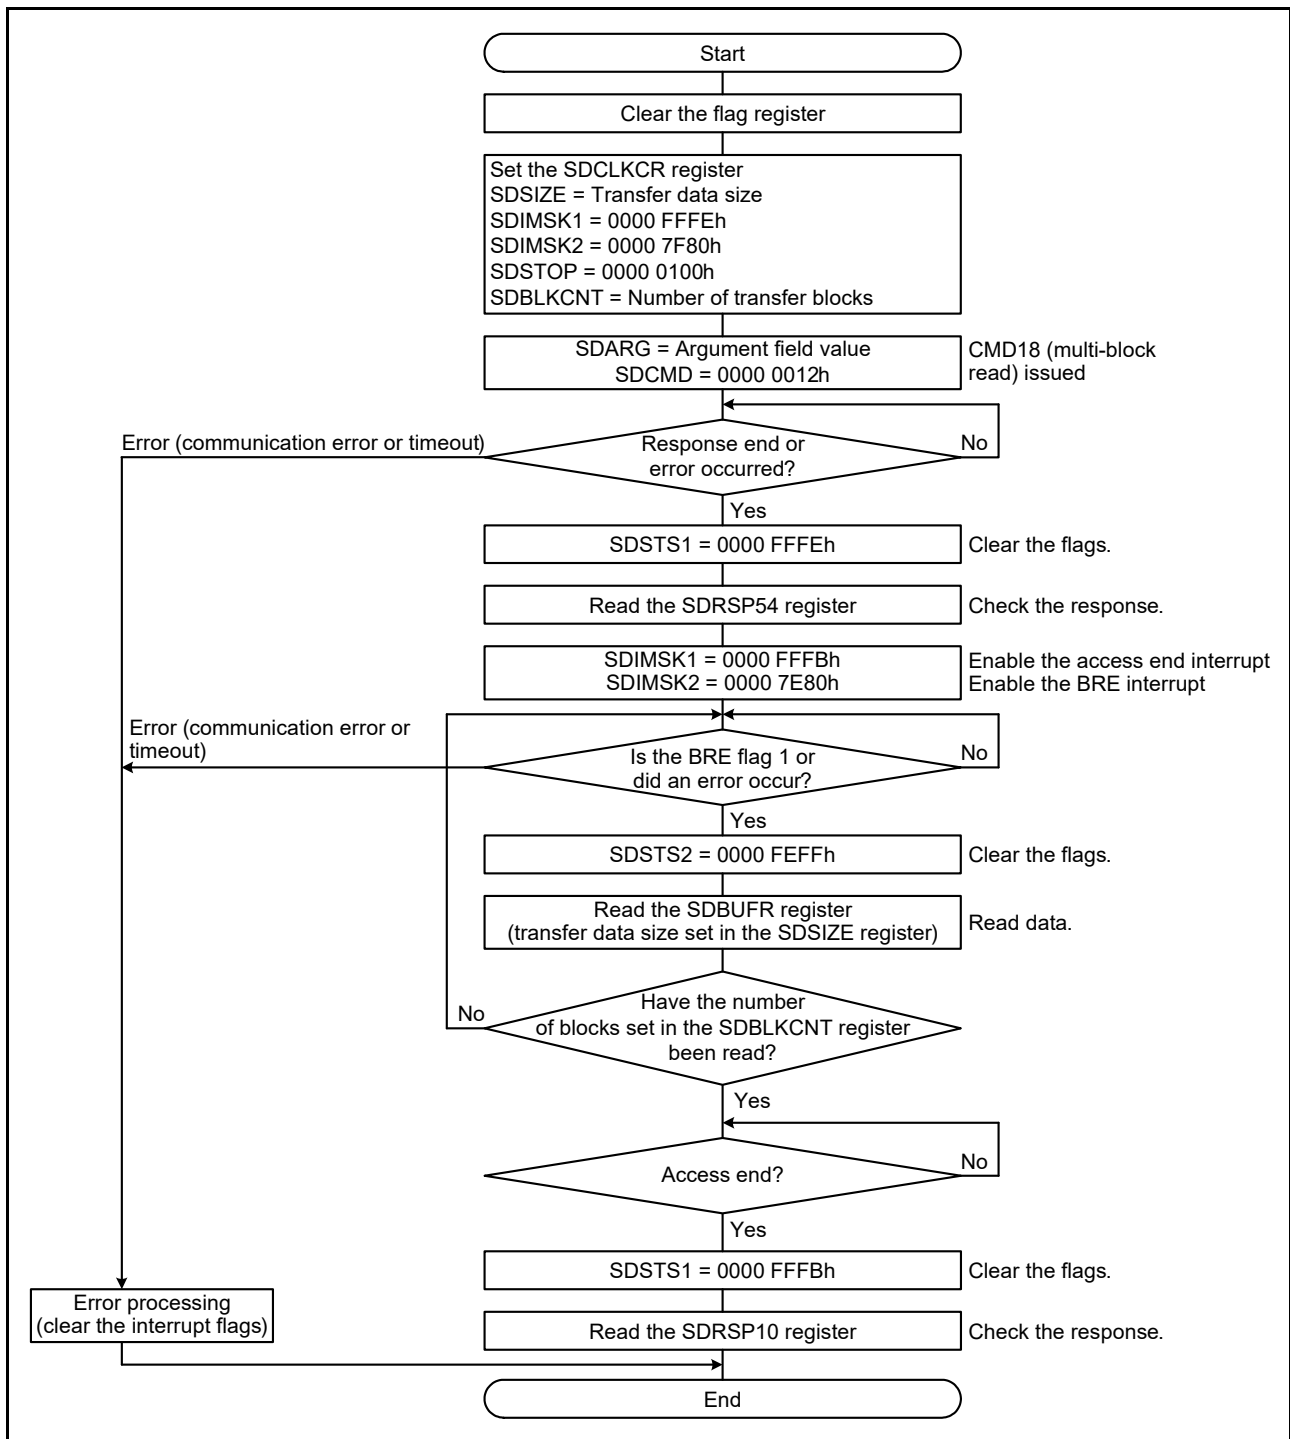 Start
Clear the flag register
Set the SDCLKCR register
SDSIZE = Transfer data size
SDIMSK1 = 0000 FFFEh
SDIMSK2 = 0000 7F80h
SDSTOP = 0000 0100h
SDBLKCNT = Number of transfer blocks
SDARG = Argument field value
SDCMD = 0000 0012h
CMD18 (multi-block
read) issued
Error (communication error or timeout)
Response end or
error occurred?
No
Yes
SDSTS1 = 0000 FFFEh
Clear the flags.
Read the SDRSP54 register
Check the response.
SDIMSK1 = 0000 FFFBh
SDIMSK2 = 0000 7E80h
Enable the access end interrupt
Enable the BRE interrupt
Error (communication error or
timeout)
Is the BRE flag 1 or
did an error occur?
No
Yes
SDSTS2 = 0000 FEFFh
Clear the flags.
Read the SDBUFR register
(transfer data size set in the SDSIZE register)
Read data.
Have the number
of blocks set in the SDBLKCNT register
been read?
No
Yes
Access end?
No
Yes
SDSTS1 = 0000 FFFBh
Clear the flags.
Error processing
(clear the interrupt flags)
Read the SDRSP10 register
Check the response.
End